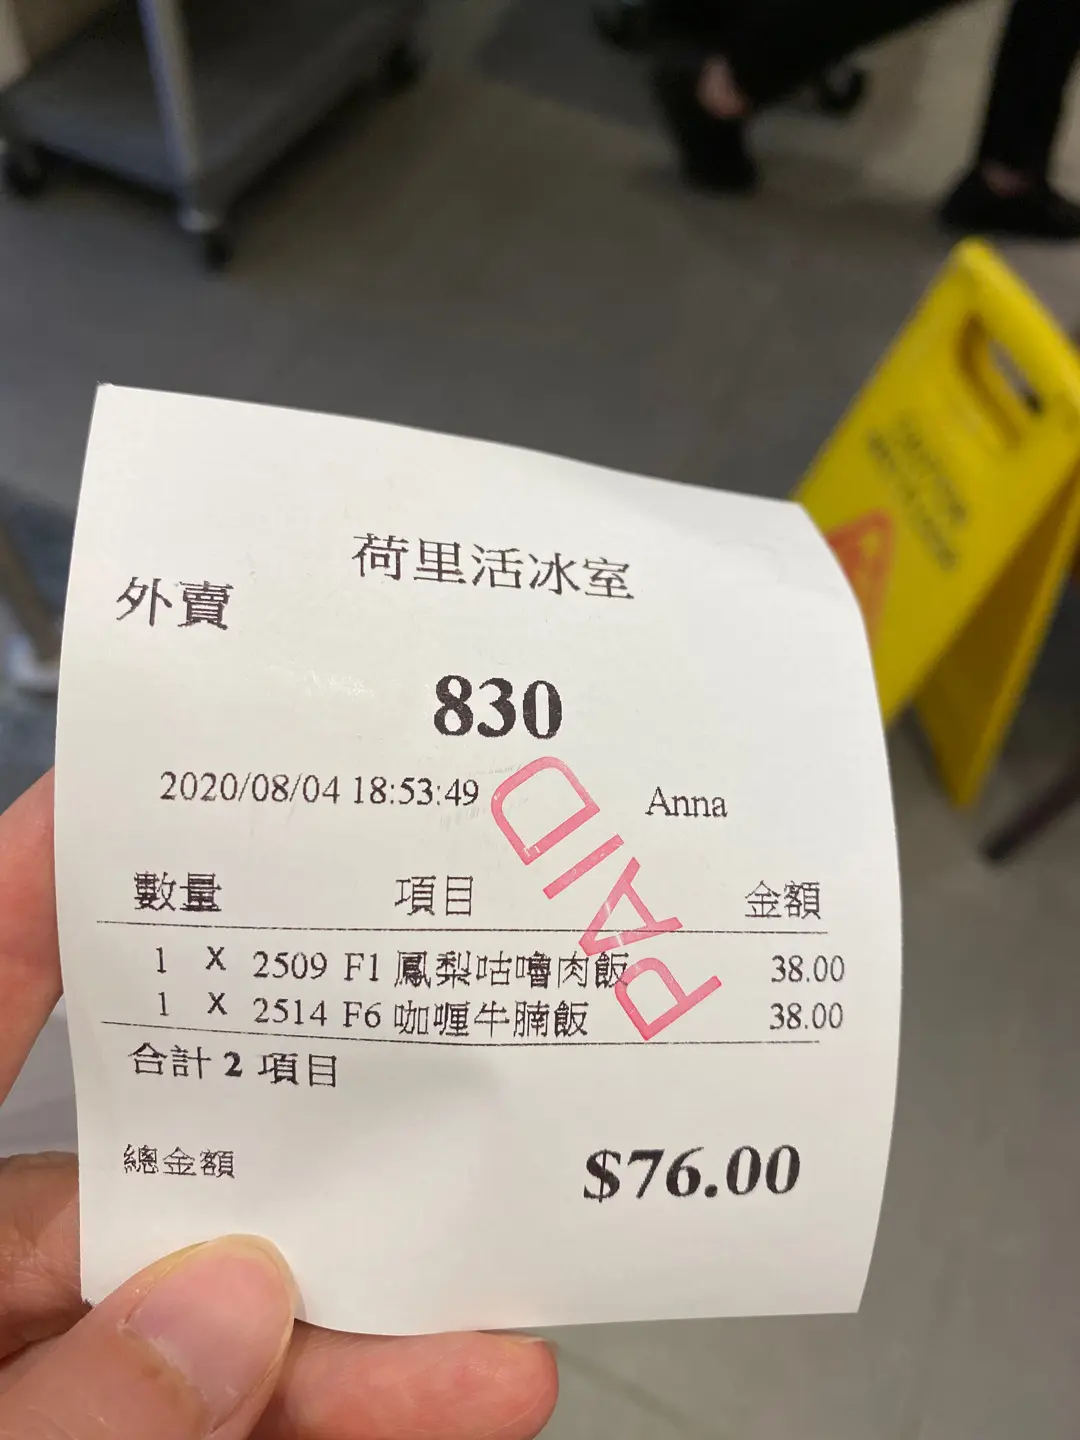 荷里活冰室
外賣
830
2020/08/04 18:53:49 Anna
數量 項目 金額
1 X 2509 F1 鳳梨咕嚕肉飯 38.00
1 X 2514 F6 咖喱牛腩飯 38.00
合計 2 項目
總金額 $76.00
PAID